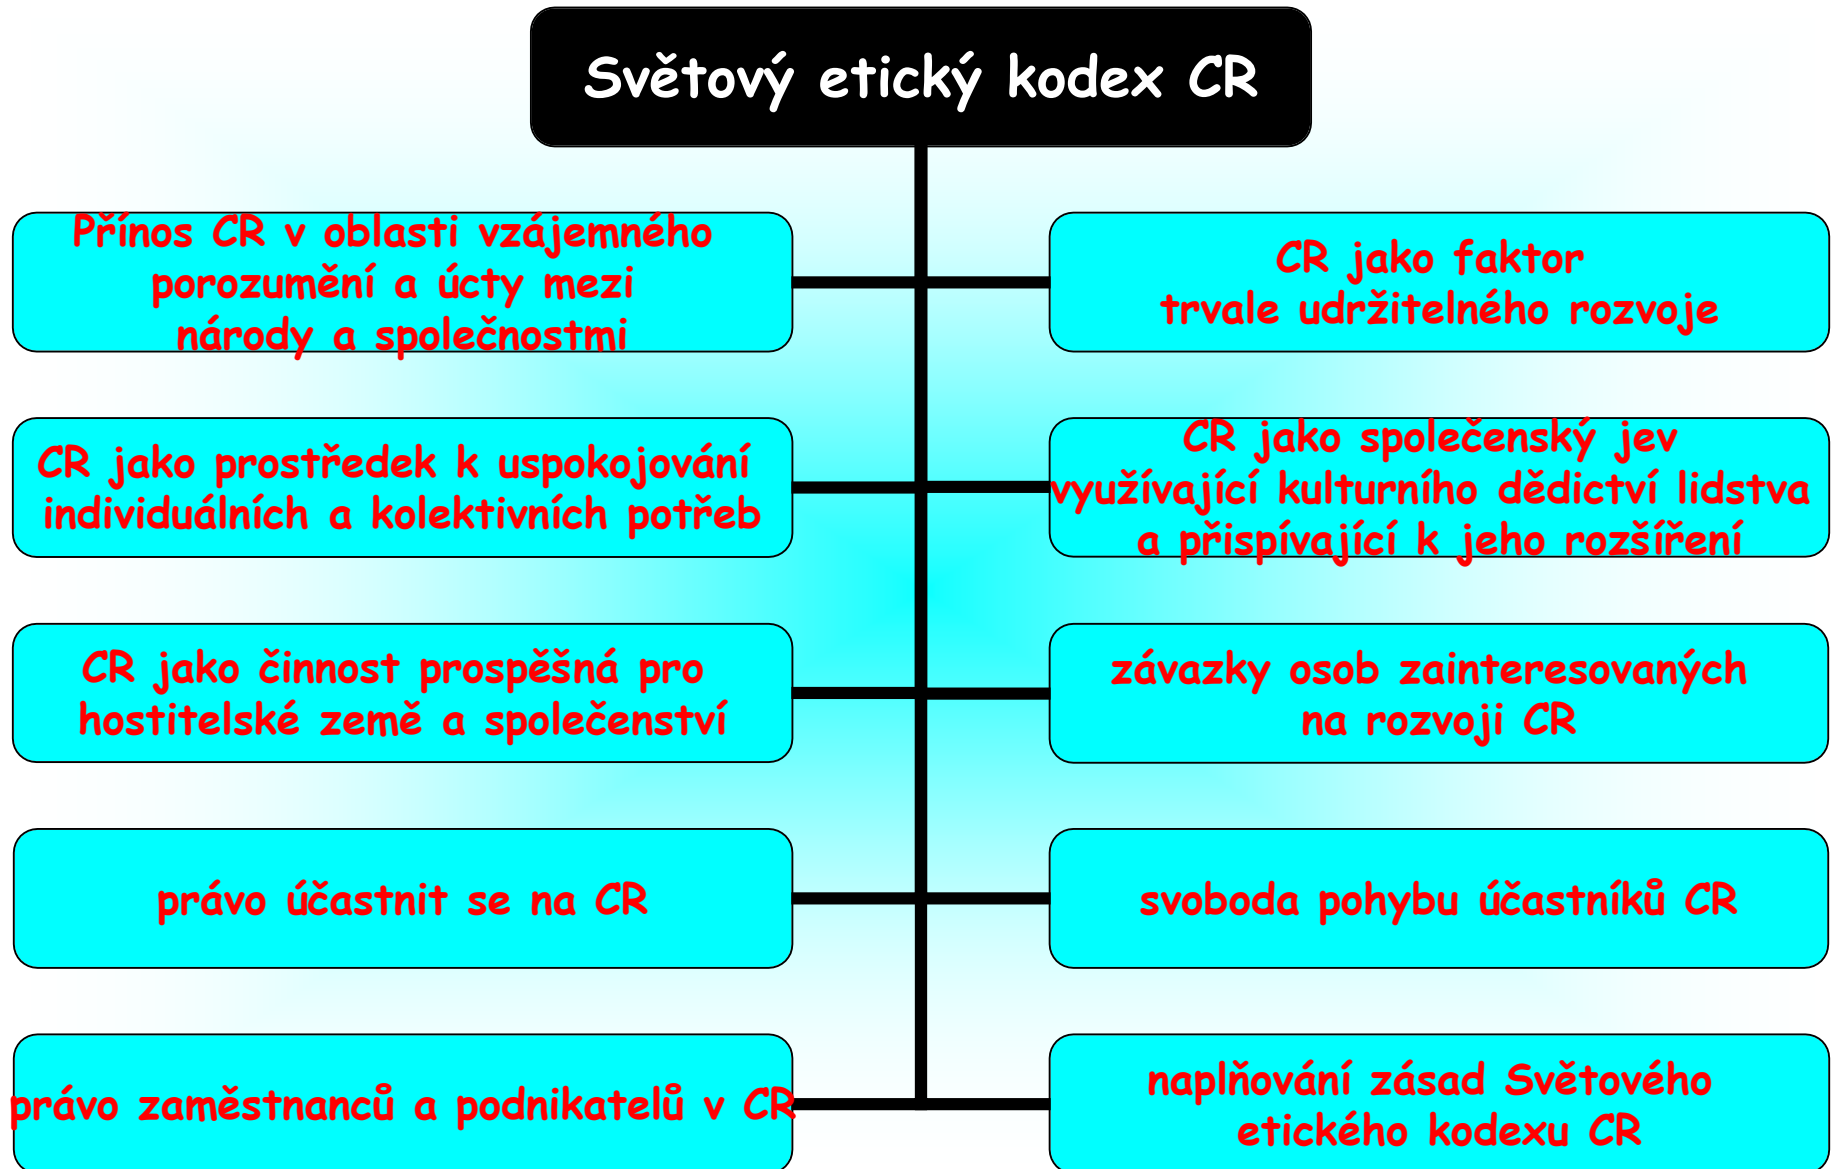 Světový etický kodex CR
Přínos CR v oblasti vzájemného
porozumění a úcty mezi
národy a společnostmi
CR jako faktor
trvale udržitelného rozvoje
CR jako prostředek k uspokojování
individuálních a kolektivních potřeb
CR jako společenský jev
využívající kulturního dědictví lidstva
a přispívající k jeho rozšíření
CR jako činnost prospěšná pro
hostitelské země a společenství
závazky osob zainteresovaných
na rozvoji CR
právo účastnit se na CR
svoboda pohybu účastníků CR
právo zaměstnanců a podnikatelů v CR
naplňování zásad Světového
etického kodexu CR